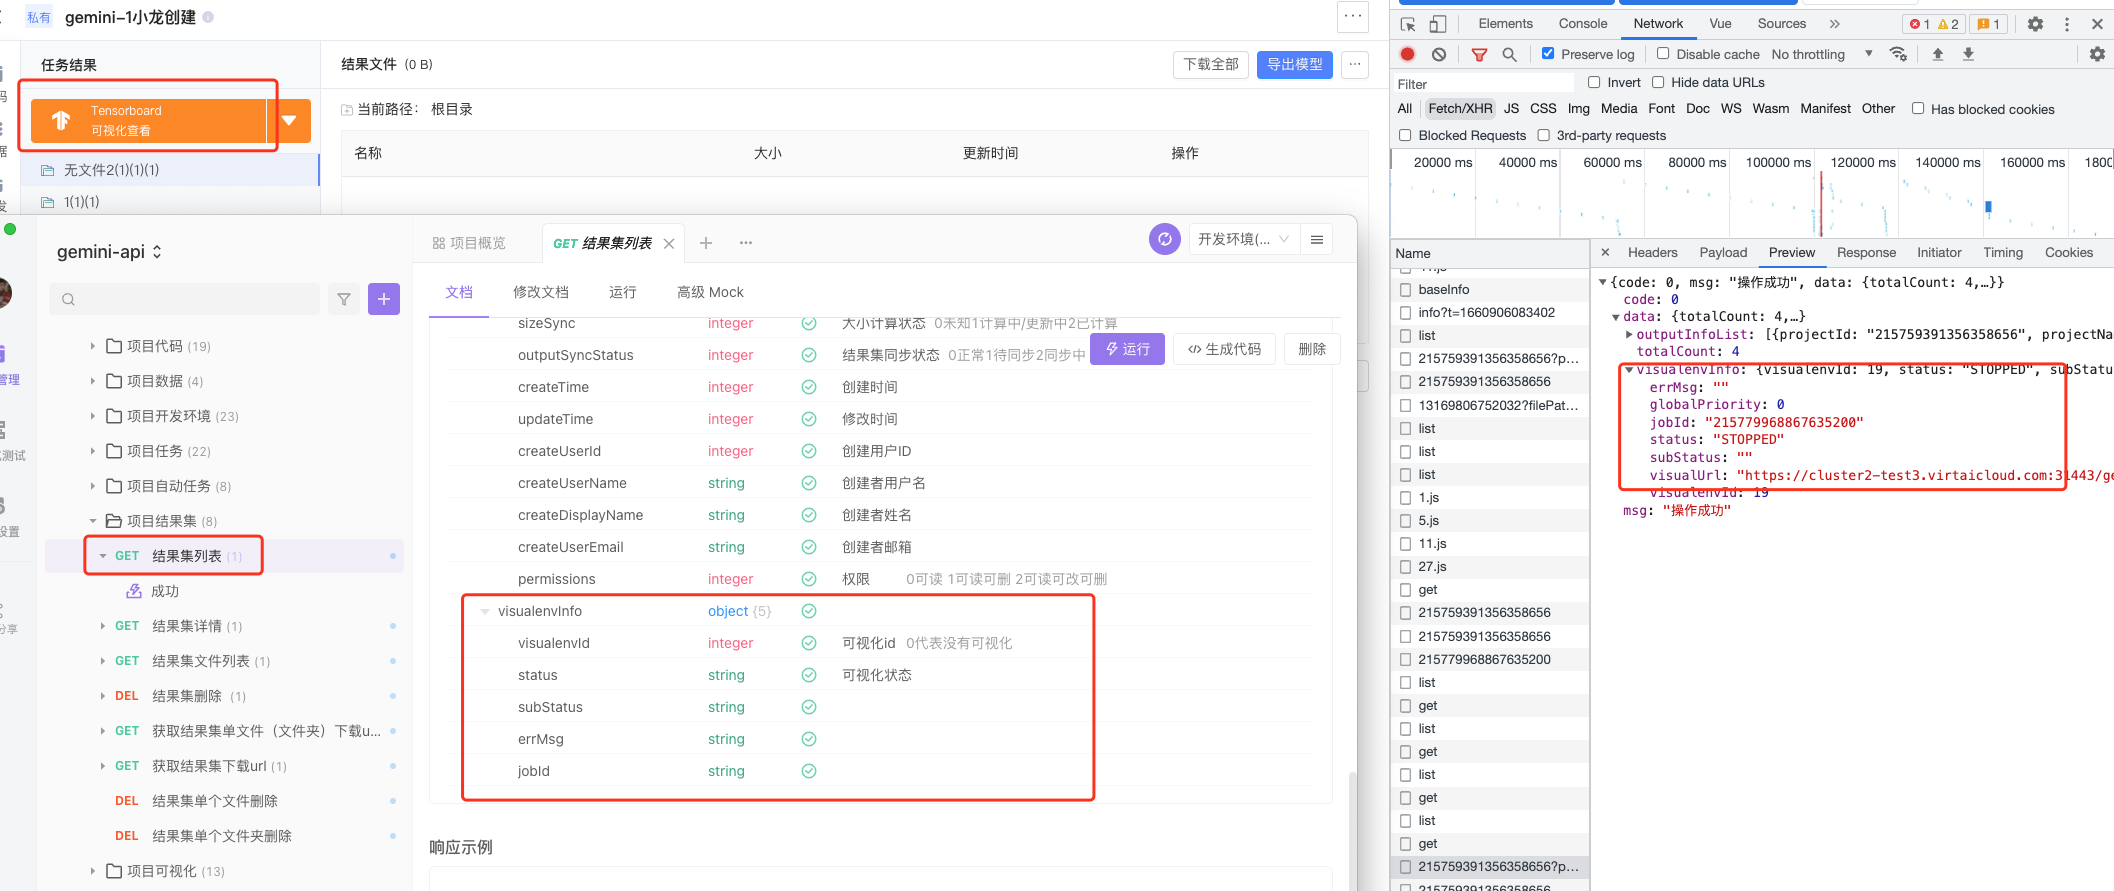 私有 gemini-1小龙创建
···
任务结果
Tensorboard
可视化查看
无文件2(1)(1)(1)
1(1)(1)
结果文件 (0 B)
下载全部
导出模型
···
当前路径： 根目录
名称 大小 更新时间 操作
管理
测试
设置
分享
gemini-api
项目代码 (19)
项目数据 (4)
项目开发环境 (23)
项目任务 (22)
项目自动任务 (8)
项目结果集 (8)
GET 结果集列表 (1)
成功
GET 结果集详情 (1)
GET 结果集文件列表 (1)
DEL 结果集删除 (1)
GET 获取结果集单文件（文件夹）下载u...
GET 获取结果集下载url (1)
DEL 结果集单个文件删除
DEL 结果集单个文件夹删除
项目可视化 (13)
项目概览
GET 结果集列表
开发环境(...
文档 修改文档 运行 高级 Mock
sizeSync integer 大小计算状态 0未知1计算中/更新中2已计算
outputSyncStatus integer 结果集同步状态 0正常1待同步2同步中
运行
生成代码
删除
createTime integer 创建时间
updateTime integer 修改时间
createUserId integer 创建用户ID
createUserName string 创建者用户名
createDisplayName string 创建者姓名
createUserEmail string 创建者邮箱
permissions integer 权限 0可读 1可读可删 2可读可改可删
visualenvInfo object {5}
visualenvId integer 可视化id 0代表没有可视化
status string 可视化状态
subStatus string
errMsg string
jobId string
响应示例
Elements Console Network Vue Sources
1 2 1
Preserve log Disable cache No throttling
Filter Invert Hide data URLs
All Fetch/XHR JS CSS Img Media Font Doc WS Wasm Manifest Other Has blocked cookies
Blocked Requests 3rd-party requests
20000 ms 40000 ms 60000 ms 80000 ms 100000 ms 120000 ms 140000 ms 160000 ms
Name
baseInfo
info?t=1660906083402
list
215759391356358656?p...
215759391356358656
13169806752032?filePat...
list
list
list
1.js
5.js
11.js
27.js
get
215759391356358656
215759391356358656
215779968867635200
list
get
list
get
list
get
list
get
215759391356358656?p...
215759391356358656
Headers Payload Preview Response Initiator Timing Cookies
{code: 0, msg: "操作成功", data: {totalCount: 4,…}}
code: 0
data: {totalCount: 4,…}
outputInfoList: [{projectId: "215759391356358656", projectNa
totalCount: 4
visualenvInfo: {visualenvId: 19, status: "STOPPED", subStatu
errMsg: ""
globalPriority: 0
jobId: "215779968867635200"
status: "STOPPED"
subStatus: ""
visualUrl: "https://cluster2-test3.virtaicloud.com:31443/ge
visualenvId: 19
msg: "操作成功"